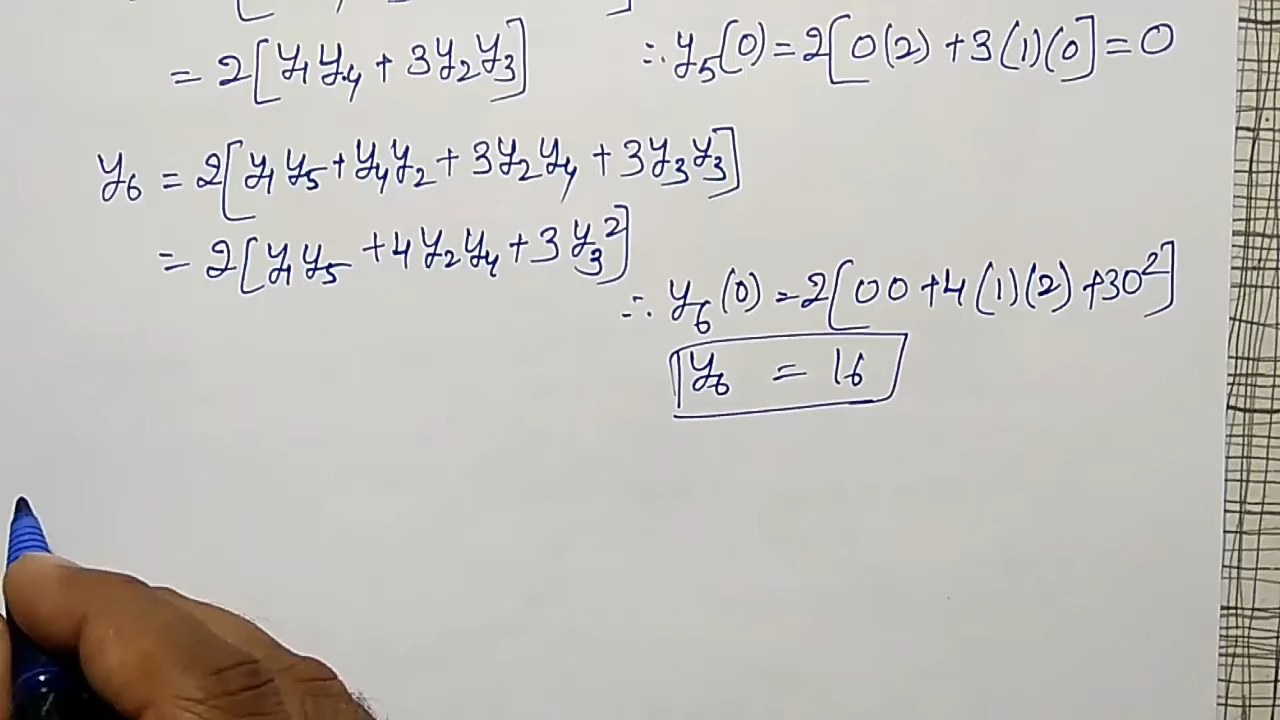 = 2[y₁y₄ + 3y₂y₃] ∴ y₅(0) = 2[0(2) + 3(1)(0] = 0
y₆ = 2[y₁y₅ + y₄y₂ + 3y₂y₄ + 3y₃y₃]
= 2[y₁y₅ + 4y₂y₄ + 3y₃²]
∴ y₆(0) = 2[00 + 4(1)(2) + 30²]
y₆ = 16